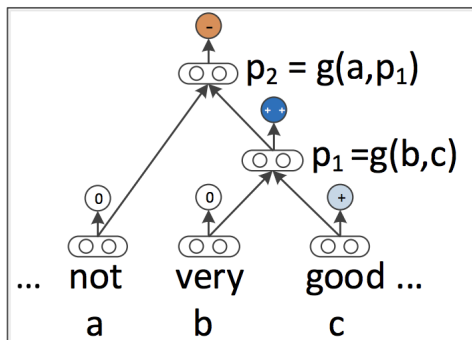 -
p₂ = g(a,p₁)
+ +
p₁ =g(b,c)
0 0 +
... not very good ...
a b c